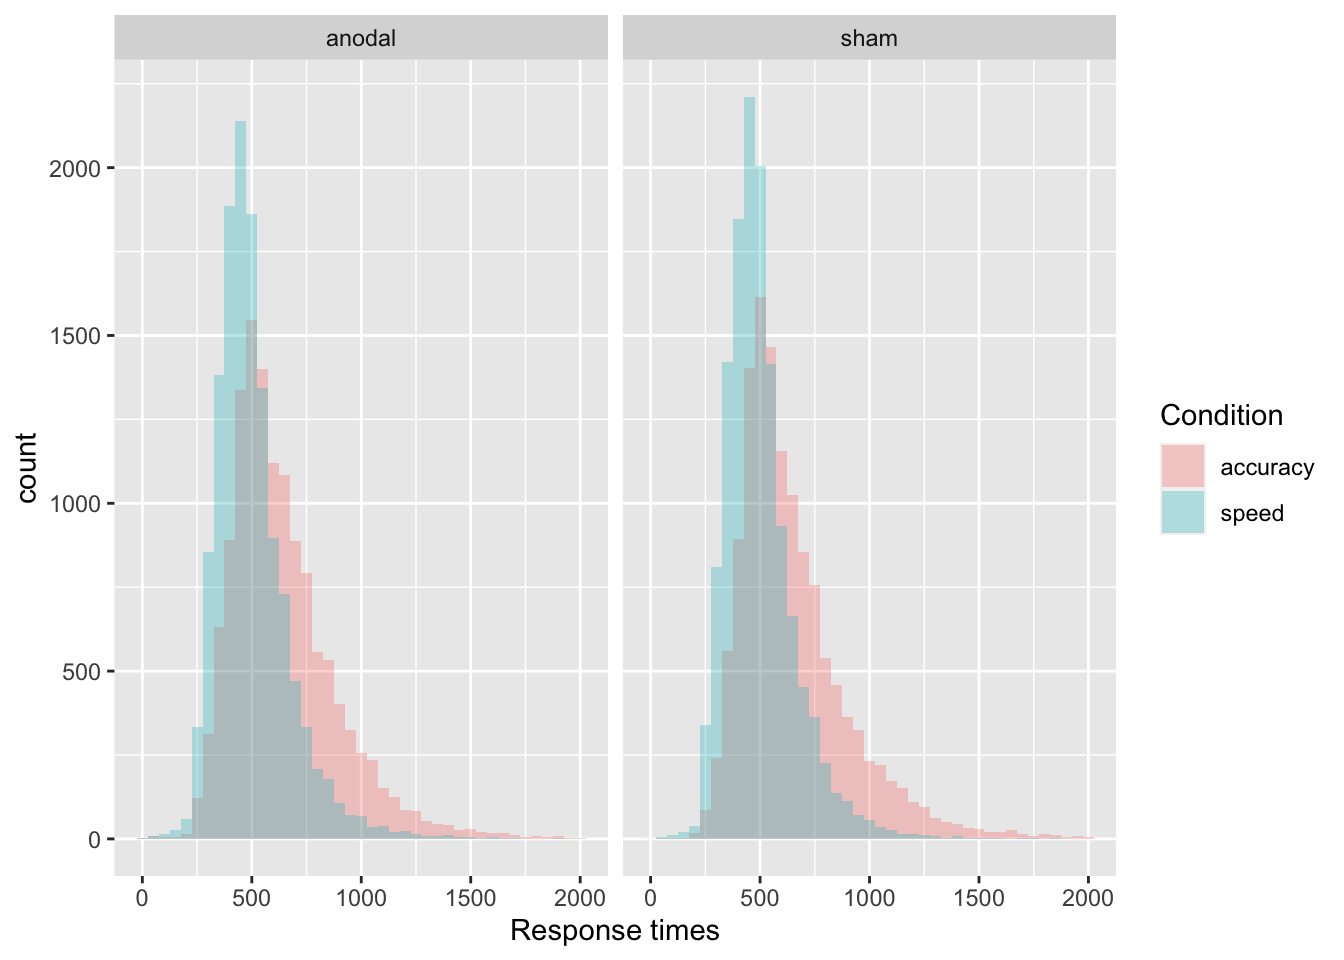 anodal
sham
2000
1500
1000
500
0
count
0 500 1000 1500 2000
0 500 1000 1500 2000
Response times
Condition
accuracy
speed